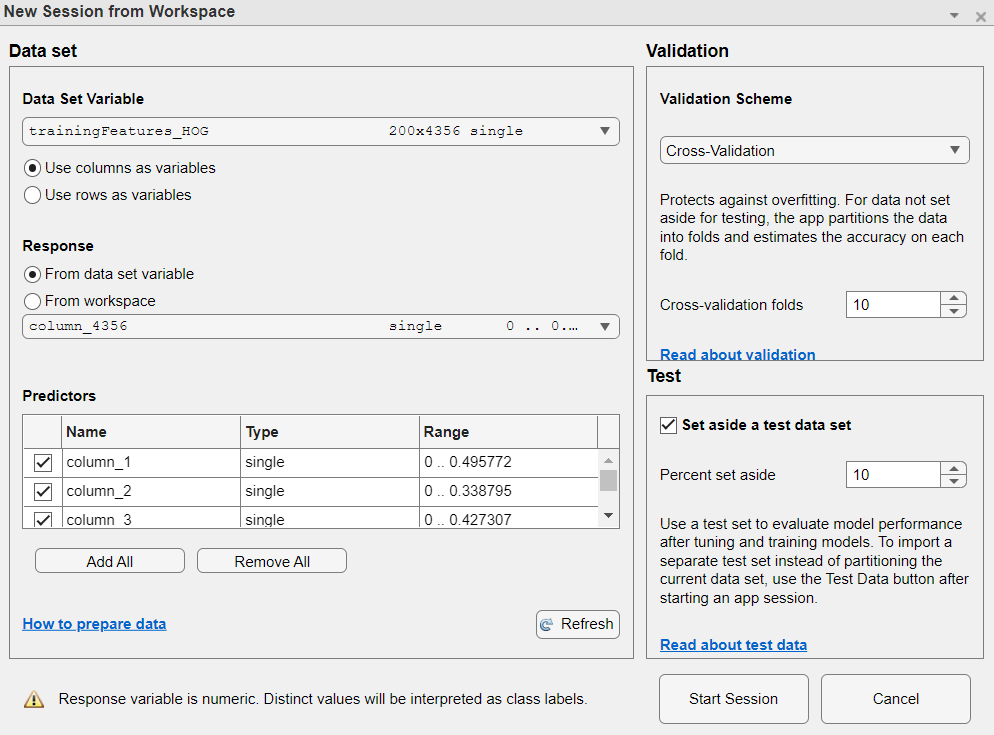 New Session from Workspace
Data set
Data Set Variable
trainingFeatures_HOG 200x4356 single
Use columns as variables
Use rows as variables
Response
From data set variable
From workspace
column_4356 single 0 .. 0....
Predictors
Name Type Range
column_1 single 0 .. 0.495772
column_2 single 0 .. 0.338795
column_3 single 0 .. 0.427307
Add All Remove All
How to prepare data
Refresh
Validation
Validation Scheme
Cross-Validation
Protects against overfitting. For data not set
aside for testing, the app partitions the data
into folds and estimates the accuracy on each
fold.
Cross-validation folds 10
Read about validation
Test
Set aside a test data set
Percent set aside 10
Use a test set to evaluate model performance
after tuning and training models. To import a
separate test set instead of partitioning the
current data set, use the Test Data button after
starting an app session.
Read about test data
Response variable is numeric. Distinct values will be interpreted as class labels.
Start Session Cancel